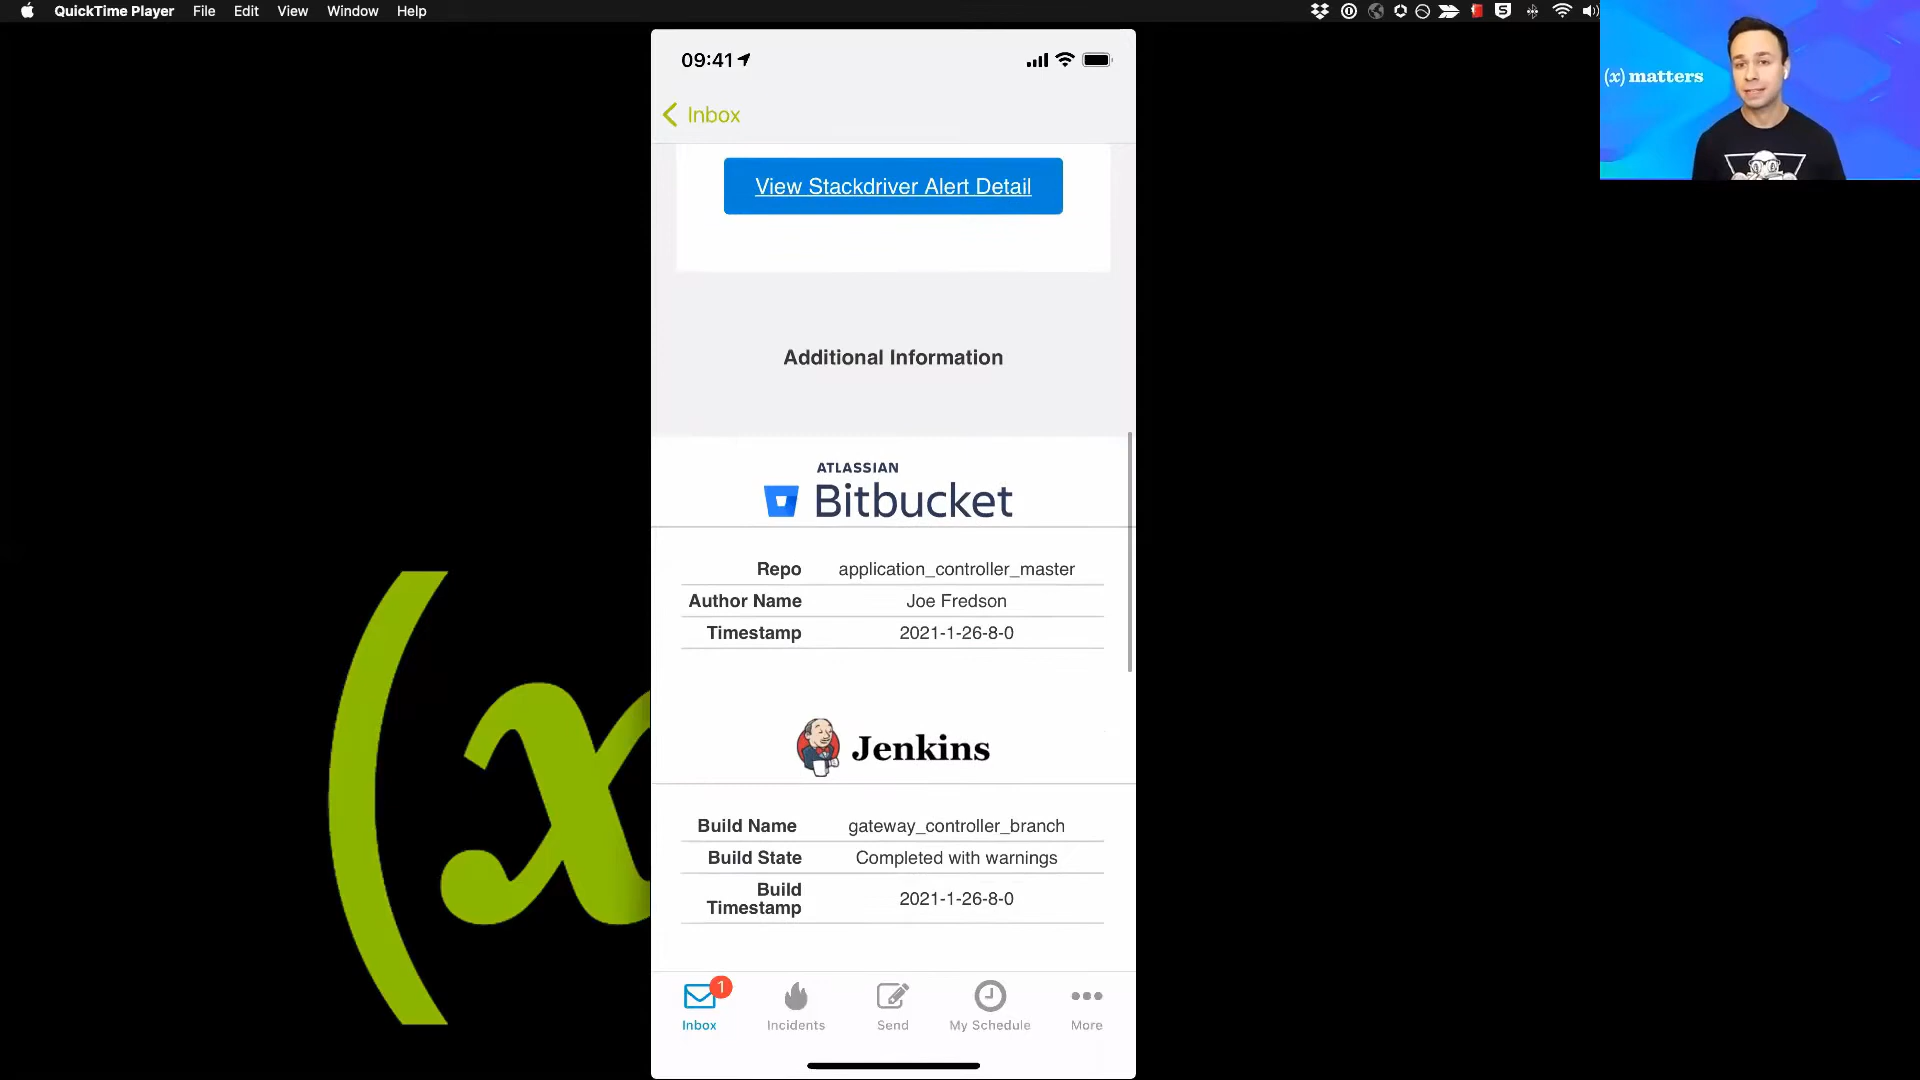 QuickTime Player File Edit View Window Help
(x) matters
09:41
Inbox
View Stackdriver Alert Detail
Additional Information
ATLASSIAN
Bitbucket
Repo application_controller_master
Author Name Joe Fredson
Timestamp 2021-1-26-8-0
(x
Jenkins
Build Name gateway_controller_branch
Build State Completed with warnings
Build
Timestamp 2021-1-26-8-0
1
Inbox Incidents Send My Schedule More